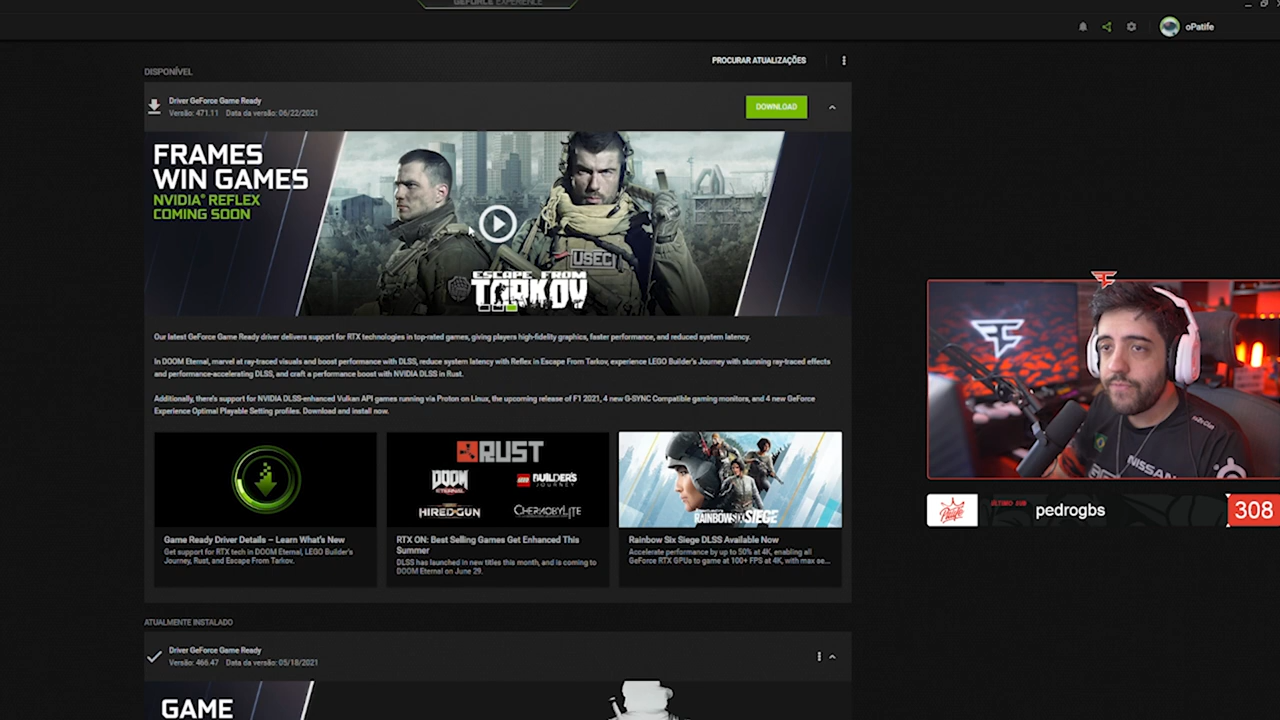 GEFORCE EXPERIENCE
oPatife
DISPONÍVEL
PROCURAR ATUALIZAÇÕES
Driver GeForce Game Ready
Versão: 471.11 Data da versão: 06/22/2021
DOWNLOAD
FRAMES
WIN GAMES
NVIDIA® REFLEX
COMING SOON
USEC
ESCAPE FROM
TARKOV
Our latest GeForce Game Ready driver delivers support for RTX technologies in top-rated games, giving players high-fidelity graphics, faster performance, and reduced system latency.
In DOOM Eternal, marvel at ray-traced visuals and boost performance with DLSS, reduce system latency with Reflex in Escape From Tarkov, experience LEGO Builder's Journey with stunning ray-traced effects
and performance-accelerating DLSS, and craft a performance boost with NVIDIA DLSS in Rust.
Additionally, there's support for NVIDIA DLSS-enhanced Vulkan API games running via Proton on Linux, the upcoming release of F1 2021, 4 new G-SYNC Compatible gaming monitors, and 4 new GeForce
Experience Optimal Playable Setting profiles. Download and install now.
RUST
DOOM
ETERNAL
LEGO BUILDER'S
JOURNEY
HIREDGUN
CHERNOBYLITE
RAINBOW SIX SIEGE
Game Ready Driver Details – Learn What's New
Get support for RTX tech in DOOM Eternal, LEGO Builder's
Journey, Rust, and Escape From Tarkov.
RTX ON: Best Selling Games Get Enhanced This
Summer
DLSS has launched in new titles this month, and is coming to
DOOM Eternal on June 29.
Rainbow Six Siege DLSS Available Now
Accelerate performance by up to 50% at 4K, enabling all
GeForce RTX GPUs to game at 100+ FPS at 4K, with max se...
NISSAN
ÚLTIMO SUB
pedrogbs
308
ATUALMENTE INSTALADO
Driver GeForce Game Ready
Versão: 466.47 Data da versão: 05/18/2021
GAME